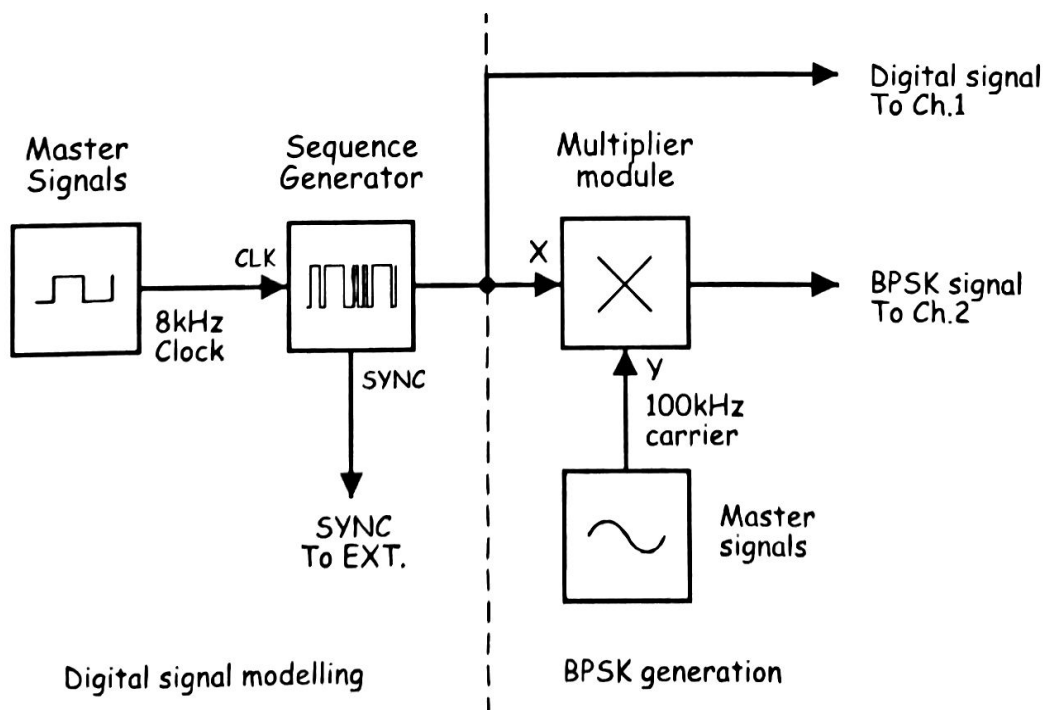 Digital signal
To Ch.1
Master
Signals
Sequence
Generator
Multiplier
module
CLK
X
8kHz
Clock
BPSK signal
To Ch.2
SYNC
Y
100kHz
carrier
SYNC
To EXT.
Master
signals
Digital signal modelling
BPSK generation